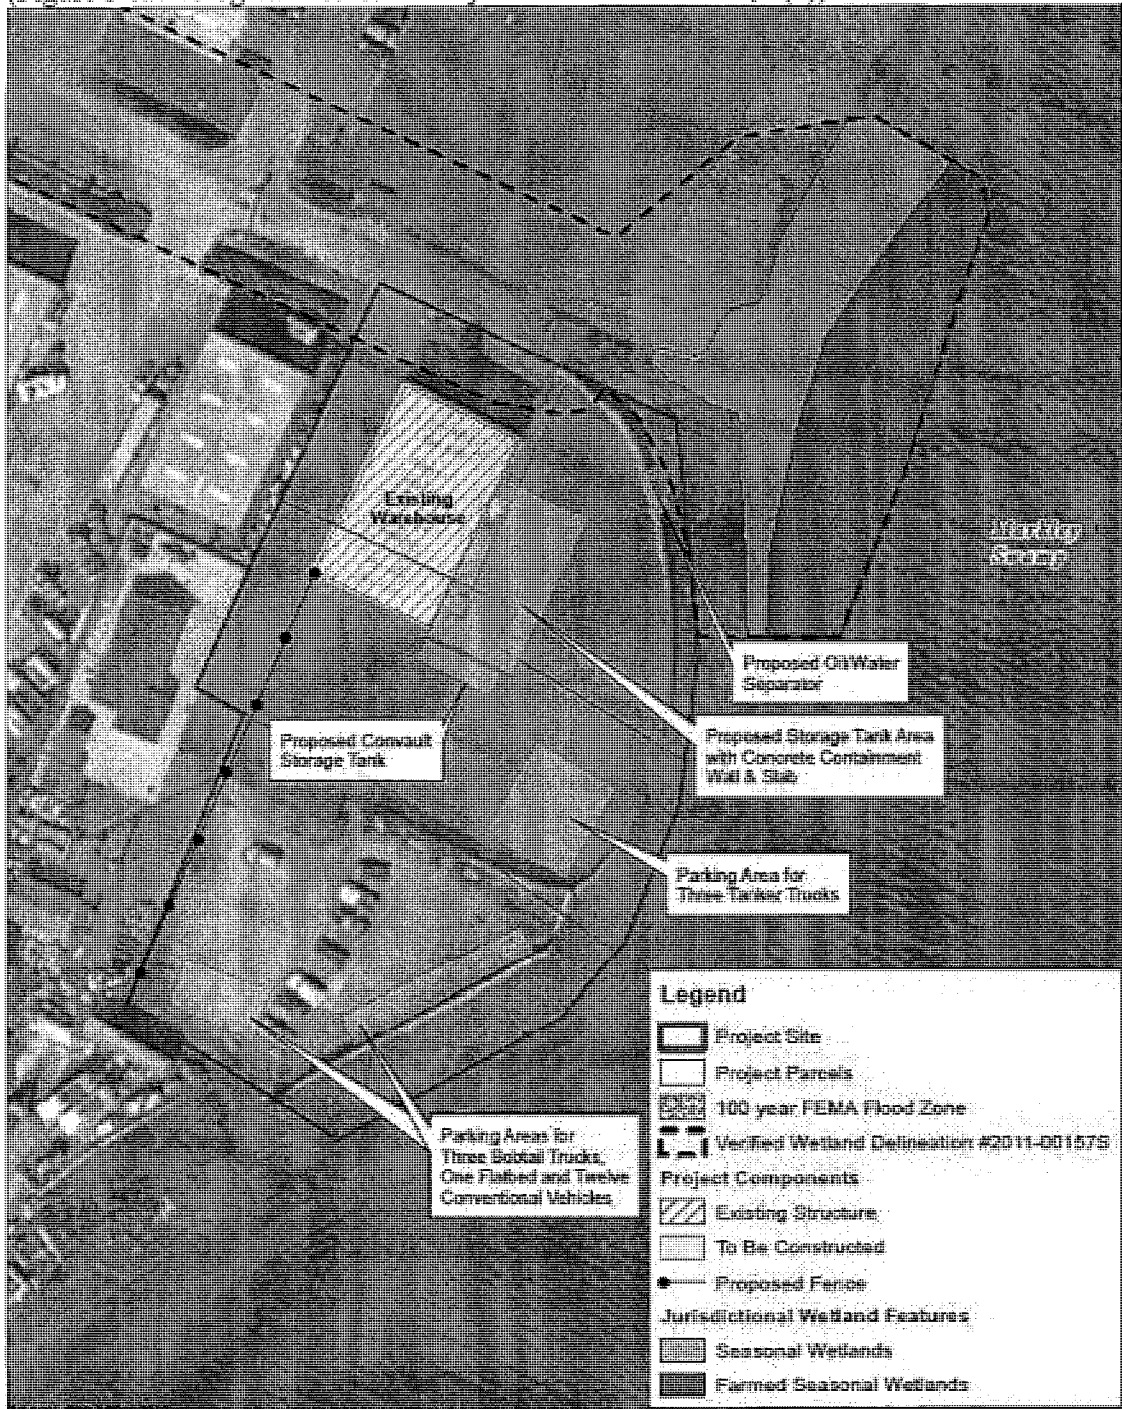 Existing
Warehouse
Proposed Oil/Water
Separator
Proposed Storage Tank Area
with Concrete Containment
Wall & Slab
Proposed Convault
Storage Tank
Parking Area for
Three Tanker Trucks
Parking Areas for
Three Bobtail Trucks,
One Flatbed and Twelve
Conventional Vehicles
Legend
Project Site
Project Parcels
100 year FEMA Flood Zone
Verified Wetland Delineation #2011-00157S
Project Components
Existing Structure
To Be Constructed
Proposed Fence
Jurisdictional Wetland Features
Seasonal Wetlands
Farmed Seasonal Wetlands